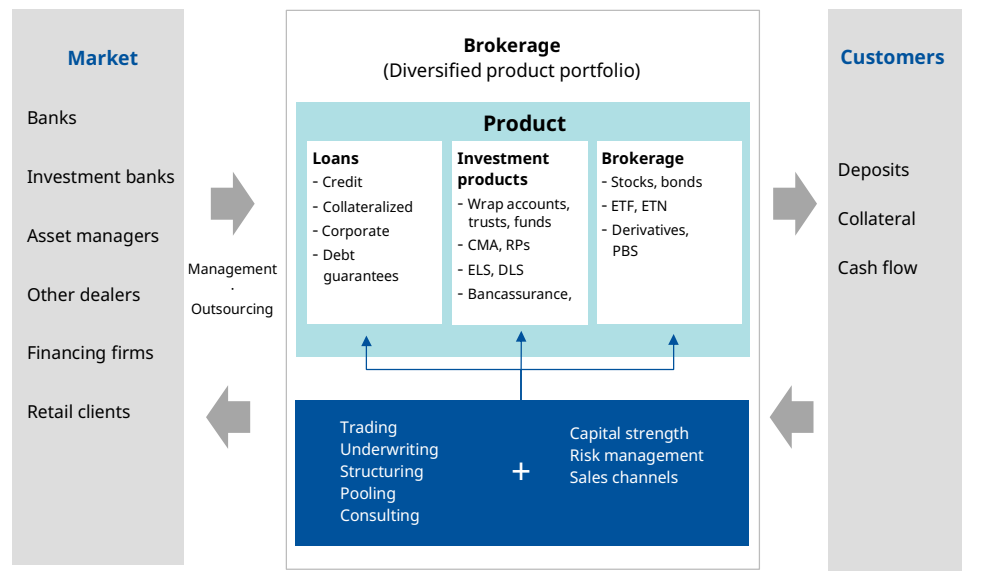 Market
Banks
Investment banks
Asset managers
Other dealers
Financing firms
Retail clients
Management
·
Outsourcing
Brokerage
(Diversified product portfolio)
Product
Loans
- Credit
- Collateralized
- Corporate
- Debt
guarantees
Investment
products
- Wrap accounts,
trusts, funds
- CMA, RPs
- ELS, DLS
- Bancassurance,
Brokerage
- Stocks, bonds
- ETF, ETN
- Derivatives,
PBS
Trading
Underwriting
Structuring
Pooling
Consulting
+
Capital strength
Risk management
Sales channels
Customers
Deposits
Collateral
Cash flow